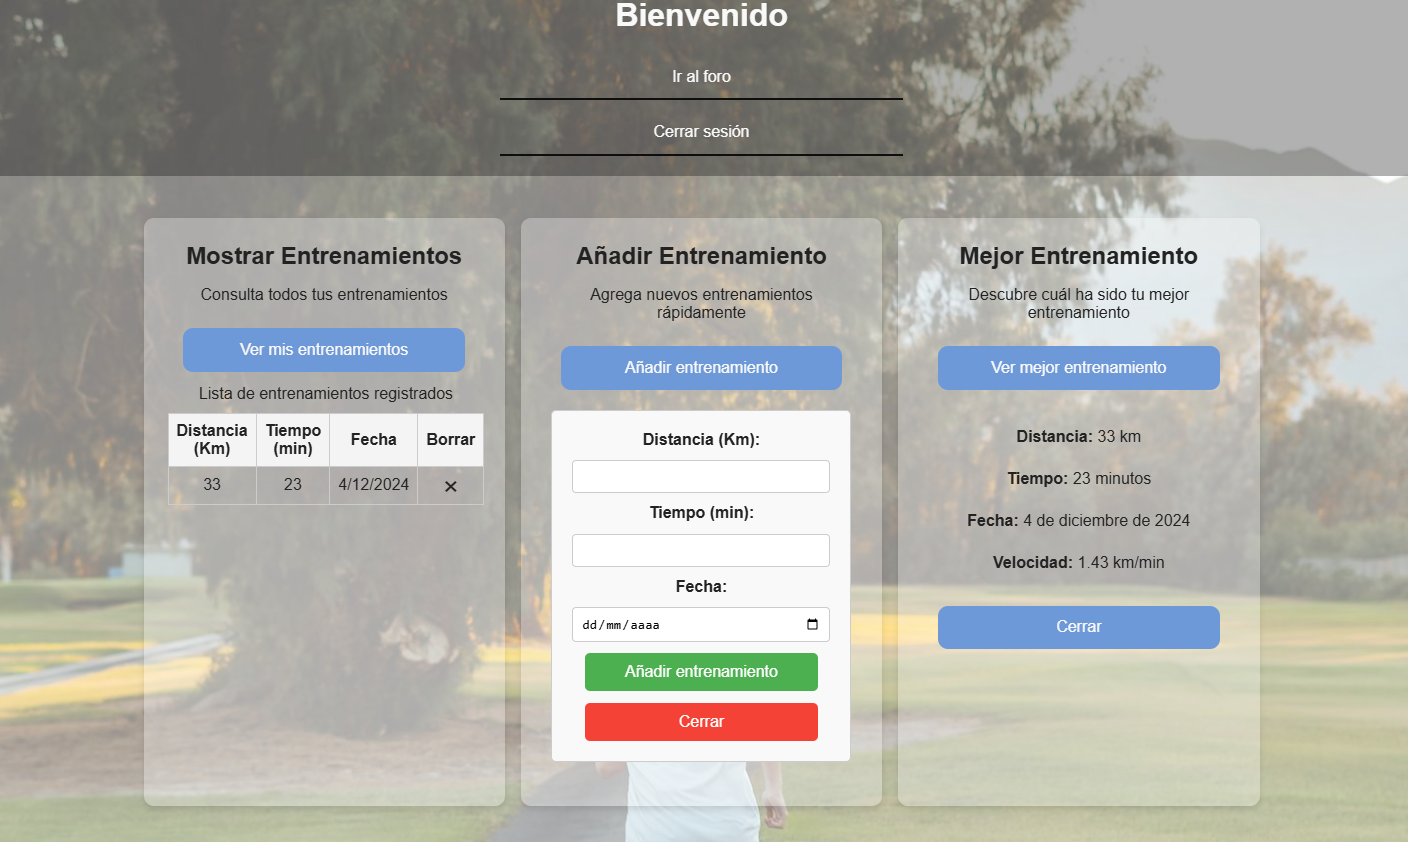 Bienvenido
Ir al foro
Cerrar sesión
Mostrar Entrenamientos
Consulta todos tus entrenamientos
Ver mis entrenamientos
Lista de entrenamientos registrados
Distancia (Km) Tiempo (min) Fecha Borrar
33 23 4/12/2024 ✕
Añadir Entrenamiento
Agrega nuevos entrenamientos
rápidamente
Añadir entrenamiento
Distancia (Km):
Tiempo (min):
Fecha:
dd/mm/aaaa
Añadir entrenamiento
Cerrar
Mejor Entrenamiento
Descubre cuál ha sido tu mejor
entrenamiento
Ver mejor entrenamiento
Distancia: 33 km
Tiempo: 23 minutos
Fecha: 4 de diciembre de 2024
Velocidad: 1.43 km/min
Cerrar